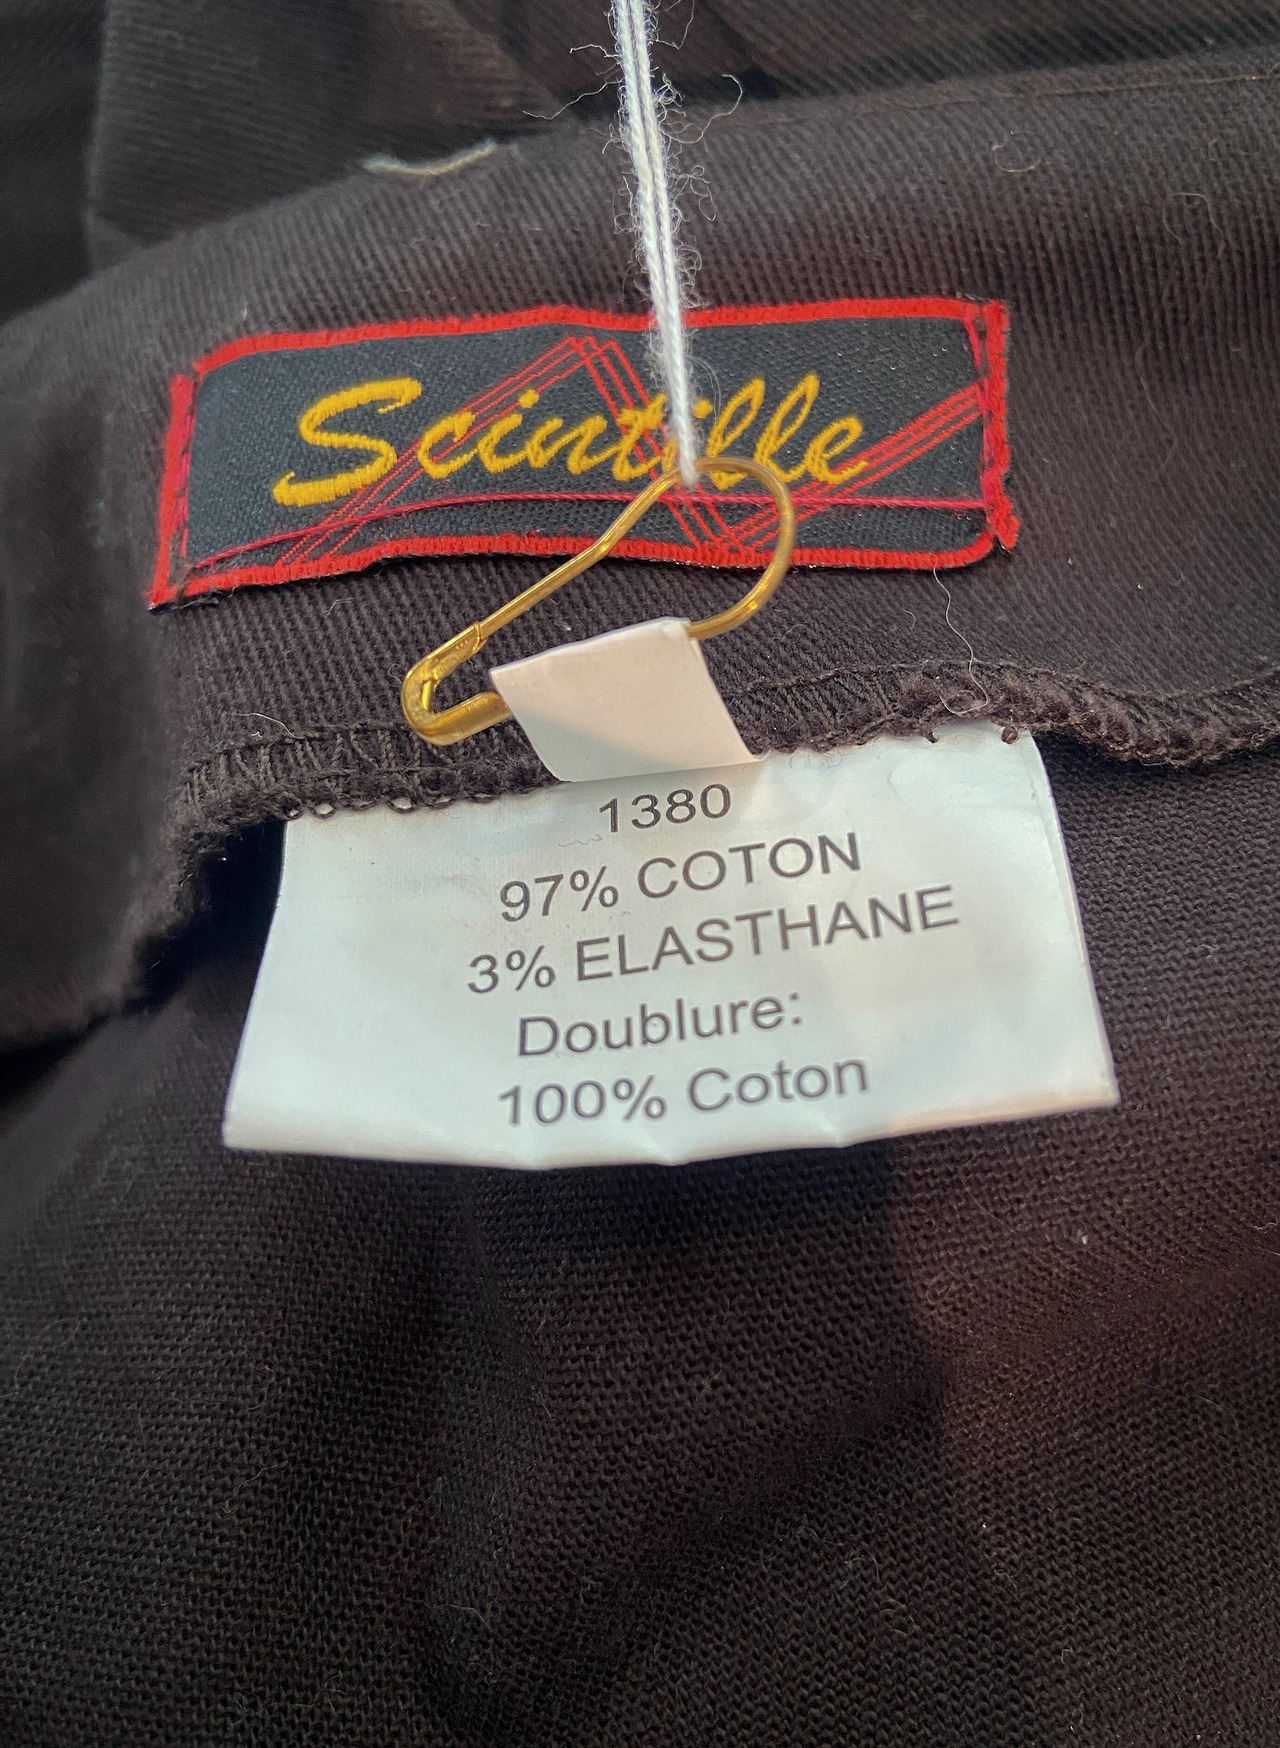 Scintille
1380
97% COTON
3% ELASTHANE
Doublure:
100% Coton